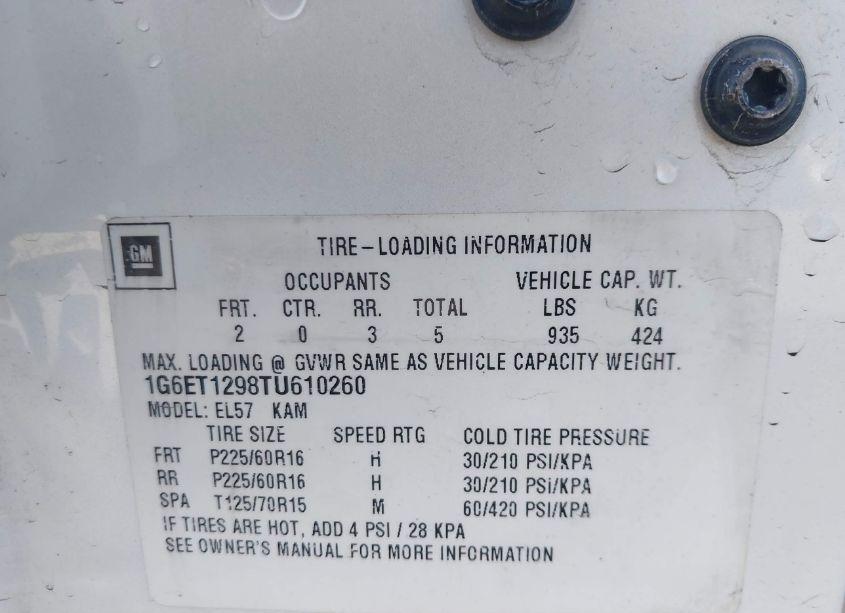 GM
TIRE-LOADING INFORMATION
OCCUPANTS VEHICLE CAP. WT.
FRT. CTR. RR. TOTAL LBS KG
2 0 3 5 935 424
MAX. LOADING @ GVWR SAME AS VEHICLE CAPACITY WEIGHT.
1G6ET1298TU610260
MODEL: EL57 KAM
TIRE SIZE SPEED RTG COLD TIRE PRESSURE
FRT P225/60R16 H 30/210 PSI/KPA
RR P225/60R16 H 30/210 PSI/KPA
SPA T125/70R15 M 60/420 PSI/KPA
IF TIRES ARE HOT, ADD 4 PSI / 28 KPA
SEE OWNER'S MANUAL FOR MORE INFORMATION